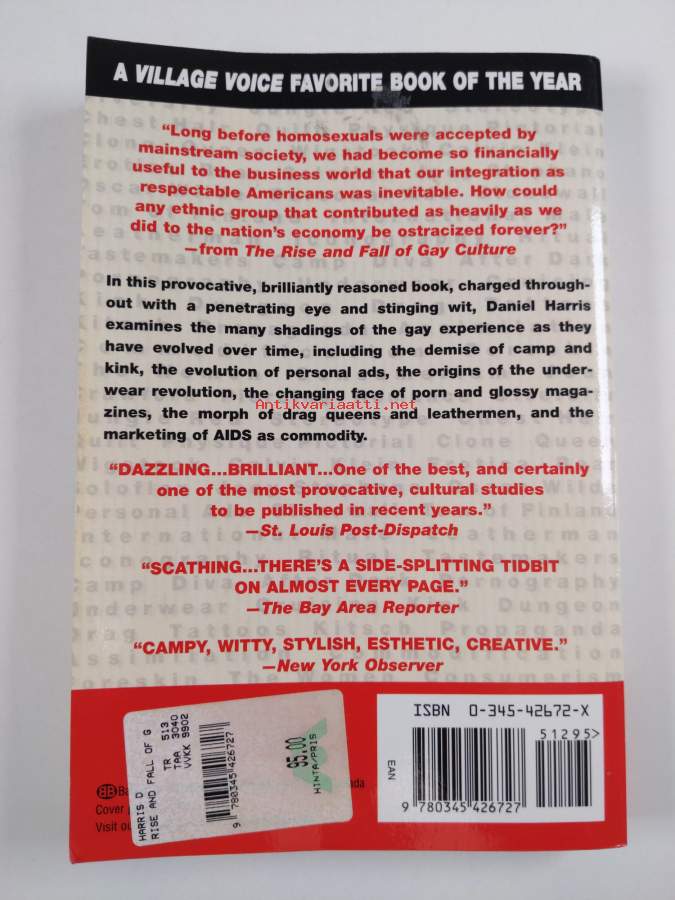 A VILLAGE VOICE FAVORITE BOOK OF THE YEAR
“Long before homosexuals were accepted by
mainstream society, we had become so financially
useful to the business world that our integration as
respectable Americans was inevitable. How could
any ethnic group that contributed as heavily as we
did to the nation’s economy be ostracized forever?”
—from The Rise and Fall of Gay Culture
In this provocative, brilliantly reasoned book, charged through-
out with a penetrating eye and stinging wit, Daniel Harris
examines the many shadings of the gay experience as they
have evolved over time, including the demise of camp and
kink, the evolution of personal ads, the origins of the under-
wear revolution, the changing face of porn and glossy maga-
zines, the morph of drag queens and leathermen, and the
marketing of AIDS as commodity.
Antikvariaatti.net
“DAZZLING...BRILLIANT...One of the best, and certainly
one of the most provocative, cultural studies
to be published in recent years.”
—St. Louis Post-Dispatch
“SCATHING...THERE’S A SIDE-SPLITTING TIDBIT
ON ALMOST EVERY PAGE.”
—The Bay Area Reporter
“CAMPY, WITTY, STYLISH, ESTHETIC, CREATIVE.”
—New York Observer
ISBN 0-345-42672-X
51295>
EAN
9 780345 426727
HARRIS D
RISE AND FALL OF G
TR 513
TAA 3040
VVKK 9902
9 780345 426727
95.00
HINTA/PRIS
BB Ba
Cover
Visit ou